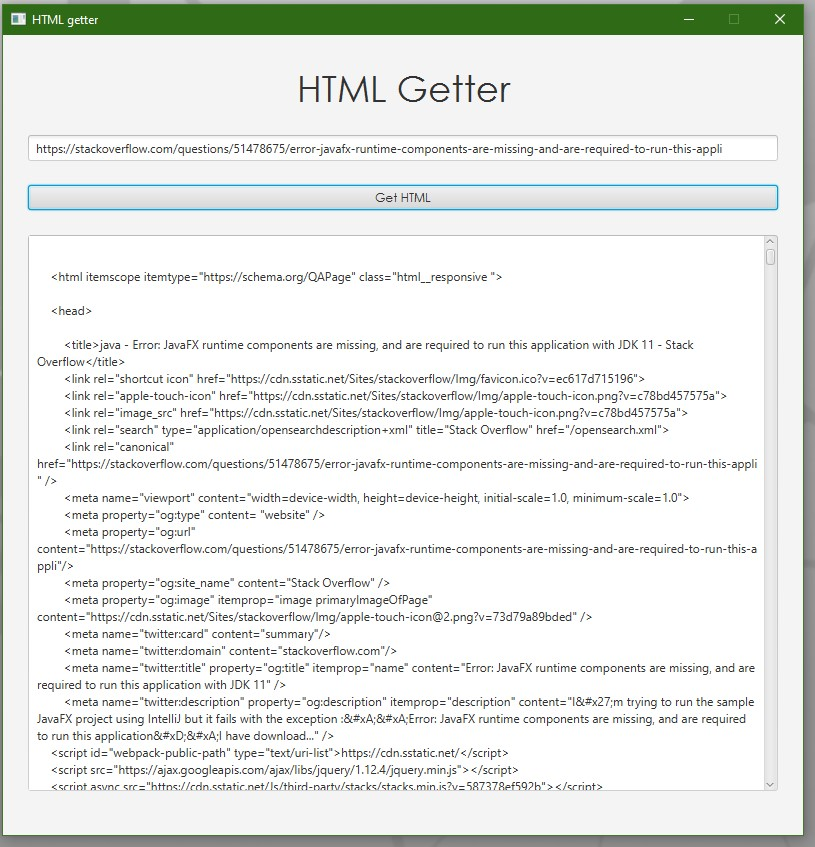 HTML getter
HTML Getter
https://stackoverflow.com/questions/51478675/error-javafx-runtime-components-are-missing-and-are-required-to-run-this-appli
Get HTML
<html itemscope itemtype="https://schema.org/QAPage" class="html__responsive ">
<head>
<title>java - Error: JavaFX runtime components are missing, and are required to run this application with JDK 11 - Stack
Overflow</title>
<link rel="shortcut icon" href="https://cdn.sstatic.net/Sites/stackoverflow/Img/favicon.ico?v=ec617d715196">
<link rel="apple-touch-icon" href="https://cdn.sstatic.net/Sites/stackoverflow/Img/apple-touch-icon.png?v=c78bd457575a">
<link rel="image_src" href="https://cdn.sstatic.net/Sites/stackoverflow/Img/apple-touch-icon.png?v=c78bd457575a">
<link rel="search" type="application/opensearchdescription+xml" title="Stack Overflow" href="/opensearch.xml">
<link rel="canonical"
href="https://stackoverflow.com/questions/51478675/error-javafx-runtime-components-are-missing-and-are-required-to-run-this-appli
" />
<meta name="viewport" content="width=device-width, height=device-height, initial-scale=1.0, minimum-scale=1.0">
<meta property="og:type" content= "website" />
<meta property="og:url"
content="https://stackoverflow.com/questions/51478675/error-javafx-runtime-components-are-missing-and-are-required-to-run-this-a
ppli"/>
<meta property="og:site_name" content="Stack Overflow" />
<meta property="og:image" itemprop="image primaryImageOfPage"
content="https://cdn.sstatic.net/Sites/stackoverflow/Img/apple-touch-icon@2.png?v=73d79a89bded" />
<meta name="twitter:card" content="summary"/>
<meta name="twitter:domain" content="stackoverflow.com"/>
<meta name="twitter:title" property="og:title" itemprop="name" content="Error: JavaFX runtime components are missing, and are
required to run this application with JDK 11" />
<meta name="twitter:description" property="og:description" itemprop="description" content="I&#x27;m trying to run the sample
JavaFX project using IntelliJ but it fails with the exception :&#xA;&#xA;Error: JavaFX runtime components are missing, and are required
to run this application&#xD;&#xA;I have download..." />
<script id="webpack-public-path" type="text/uri-list">https://cdn.sstatic.net/</script>
<script src="https://ajax.googleapis.com/ajax/libs/jquery/1.12.4/jquery.min.js"></script>
<script async src="https://cdn.sstatic.net/Js/third-party/stacks/stacks.min.js?v=587378ef592b"></script>